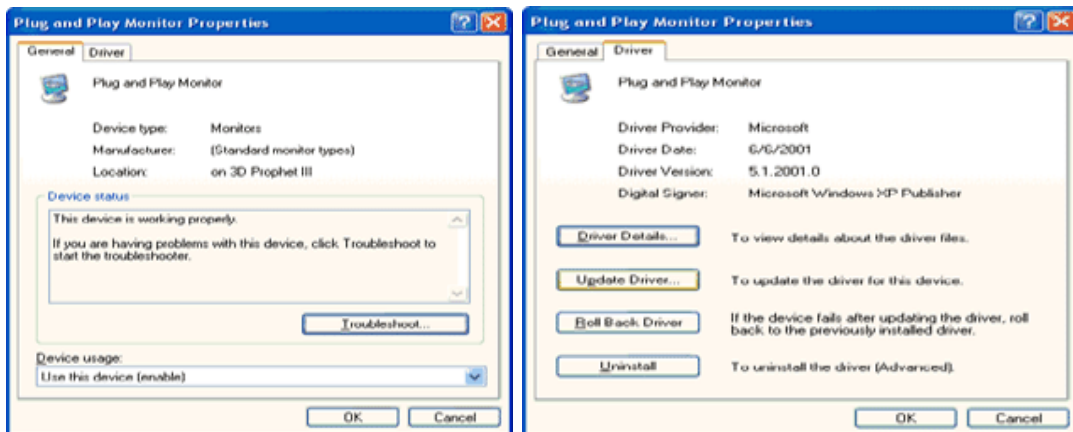 Plug and Play Monitor Properties
General Driver
Plug and Play Monitor
Device type: Monitors
Manufacturer: (Standard monitor types)
Location: on 3D Prophet III
Device status
This device is working properly.
If you are having problems with this device, click Troubleshoot to
start the troubleshooter.
Troubleshoot...
Device usage:
Use this device (enable)
OK Cancel
Plug and Play Monitor Properties
General Driver
Plug and Play Monitor
Driver Provider: Microsoft
Driver Date: 6/6/2001
Driver Version: 5.1.2001.0
Digital Signer: Microsoft Windows XP Publisher
Driver Details... To view details about the driver files.
Update Driver... To update the driver for this device.
Roll Back Driver If the device fails after updating the driver, roll
back to the previously installed driver.
Uninstall To uninstall the driver (Advanced).
OK Cancel